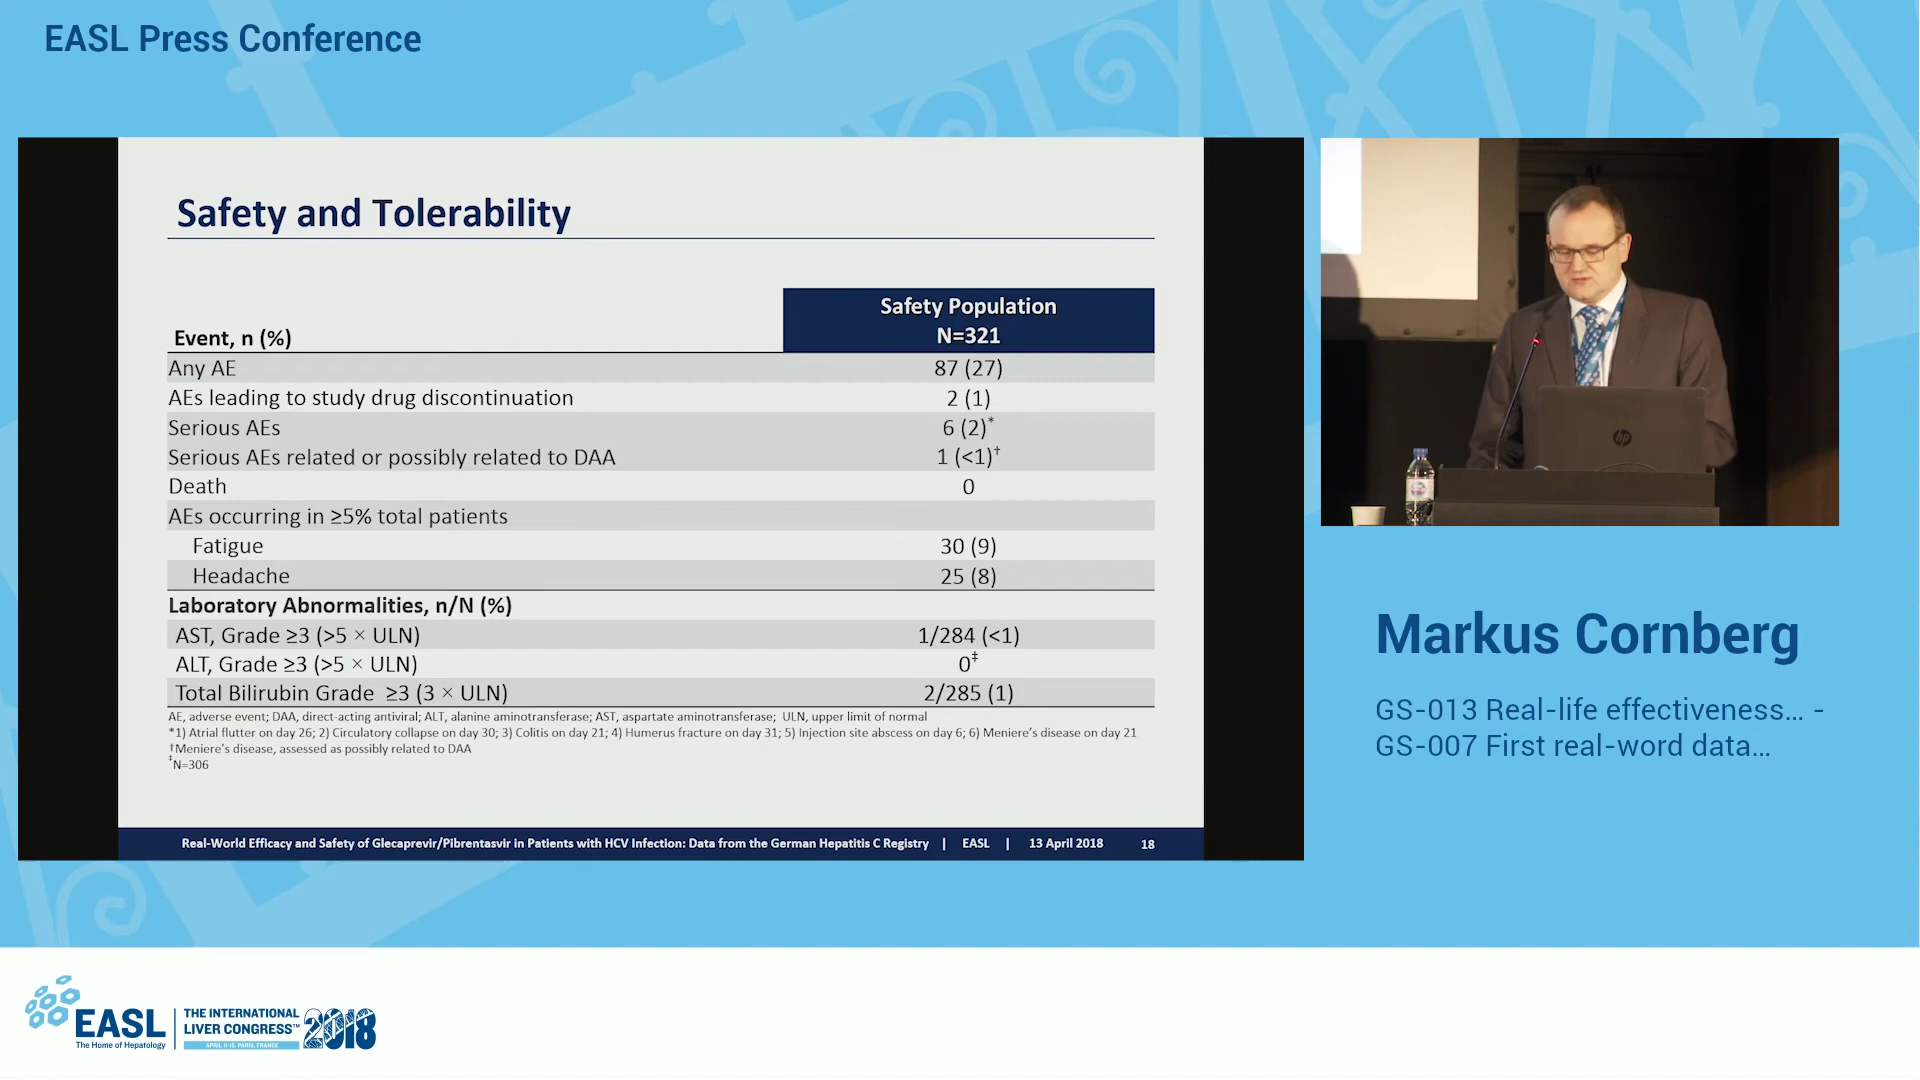 EASL Press Conference
Safety and Tolerability
Safety Population
Event, n (%) N=321
Any AE 87 (27)
AEs leading to study drug discontinuation 2 (1)
Serious AEs 6 (2)*
Serious AEs related or possibly related to DAA 1 (<1)†
Death 0
AEs occurring in ≥5% total patients
Fatigue 30 (9)
Headache 25 (8)
Laboratory Abnormalities, n/N (%)
AST, Grade ≥3 (>5 × ULN) 1/284 (<1)
ALT, Grade ≥3 (>5 × ULN) 0‡
Total Bilirubin Grade ≥3 (3 × ULN) 2/285 (1)
AE, adverse event; DAA, direct-acting antiviral; ALT, alanine aminotransferase; AST, aspartate aminotransferase; ULN, upper limit of normal
*1) Atrial flutter on day 26; 2) Circulatory collapse on day 30; 3) Colitis on day 21; 4) Humerus fracture on day 31; 5) Injection site abscess on day 6; 6) Meniere's disease on day 21
†Meniere's disease, assessed as possibly related to DAA
‡N=306
Real-World Efficacy and Safety of Glecaprevir/Pibrentasvir in Patients with HCV Infection: Data from the German Hepatitis C Registry | EASL | 13 April 2018 18
hp
Markus Cornberg
GS-013 Real-life effectiveness... -
GS-007 First real-word data...
EASL
The Home of Hepatology
THE INTERNATIONAL
LIVER CONGRESS™
2018
APRIL 11-15, PARIS, FRANCE